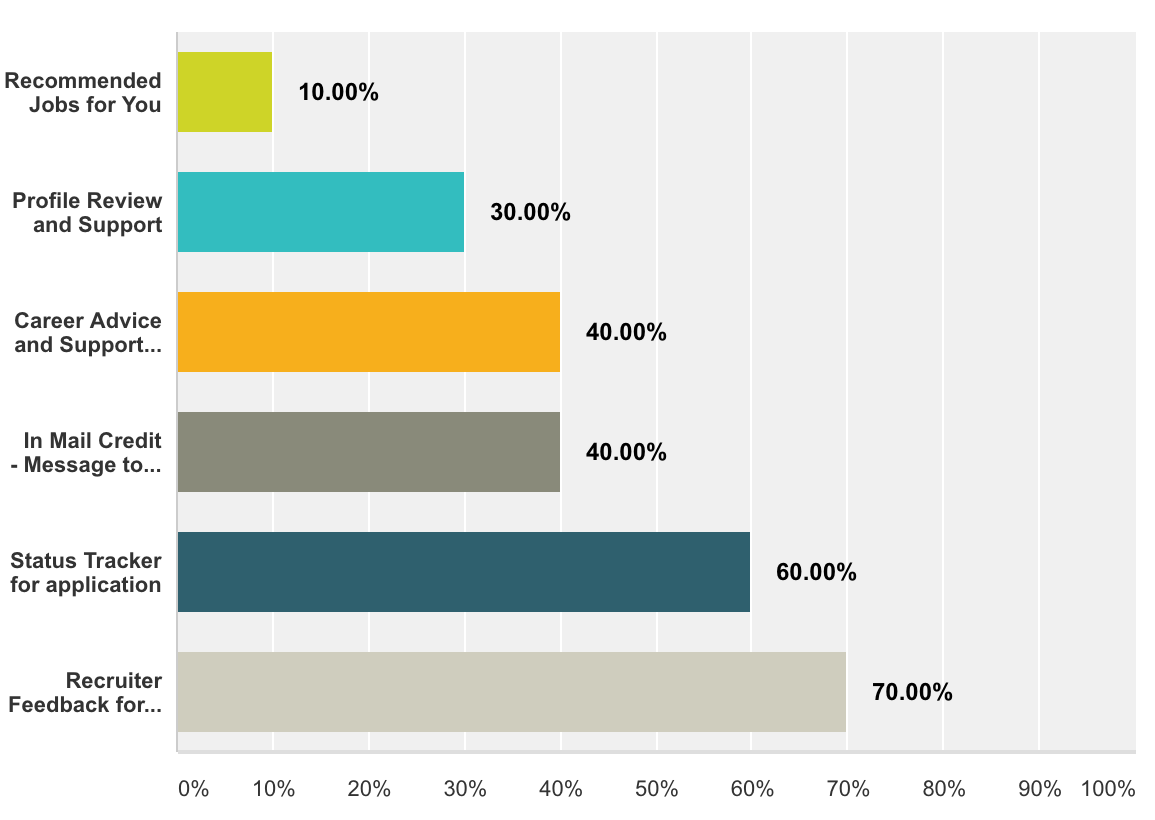 Recommended
Jobs for You
10.00%
Profile Review
and Support
30.00%
Career Advice
and Support...
40.00%
In Mail Credit
- Message to...
40.00%
Status Tracker
for application
60.00%
Recruiter
Feedback for...
70.00%
0% 10% 20% 30% 40% 50% 60% 70% 80% 90% 100%